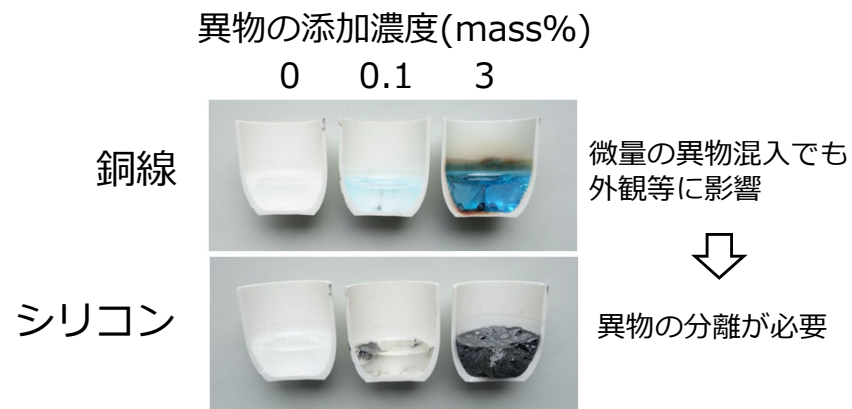 異物の添加濃度(mass%)
0 0.1 3
銅線
微量の異物混入でも
外観等に影響
シリコン
異物の分離が必要